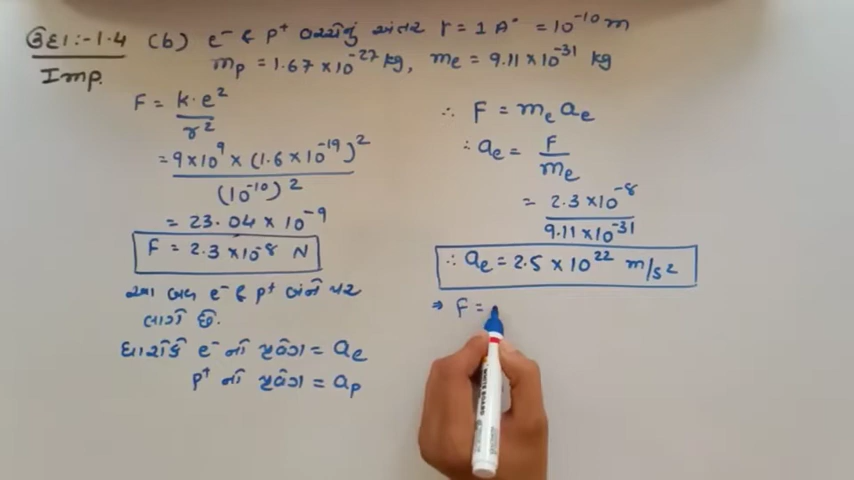 ઉદા:-1.4 (b) e⁻ ને p⁺ વચ્ચેનું અંતર r = 1 A° = 10⁻¹⁰ m
Imp. mp = 1.67 × 10⁻²⁷ kg, me = 9.11 × 10⁻³¹ kg
F = k·e² / r²
= 9×10⁹ × (1.6 × 10⁻¹⁹)² / (10⁻¹⁰)²
= 23.04 × 10⁻⁹
F = 2.3 × 10⁻⁸ N
આ બળ e⁻ ને p⁺ બંને પર
લાગે છે.
ધારોકે e⁻ નો પ્રવેગ = ae
p⁺ નો પ્રવેગ = ap
∴ F = me ae
∴ ae = F / me
= 2.3 × 10⁻⁸ / 9.11 × 10⁻³¹
∴ ae = 2.5 × 10²² m/s²
⇒ F =